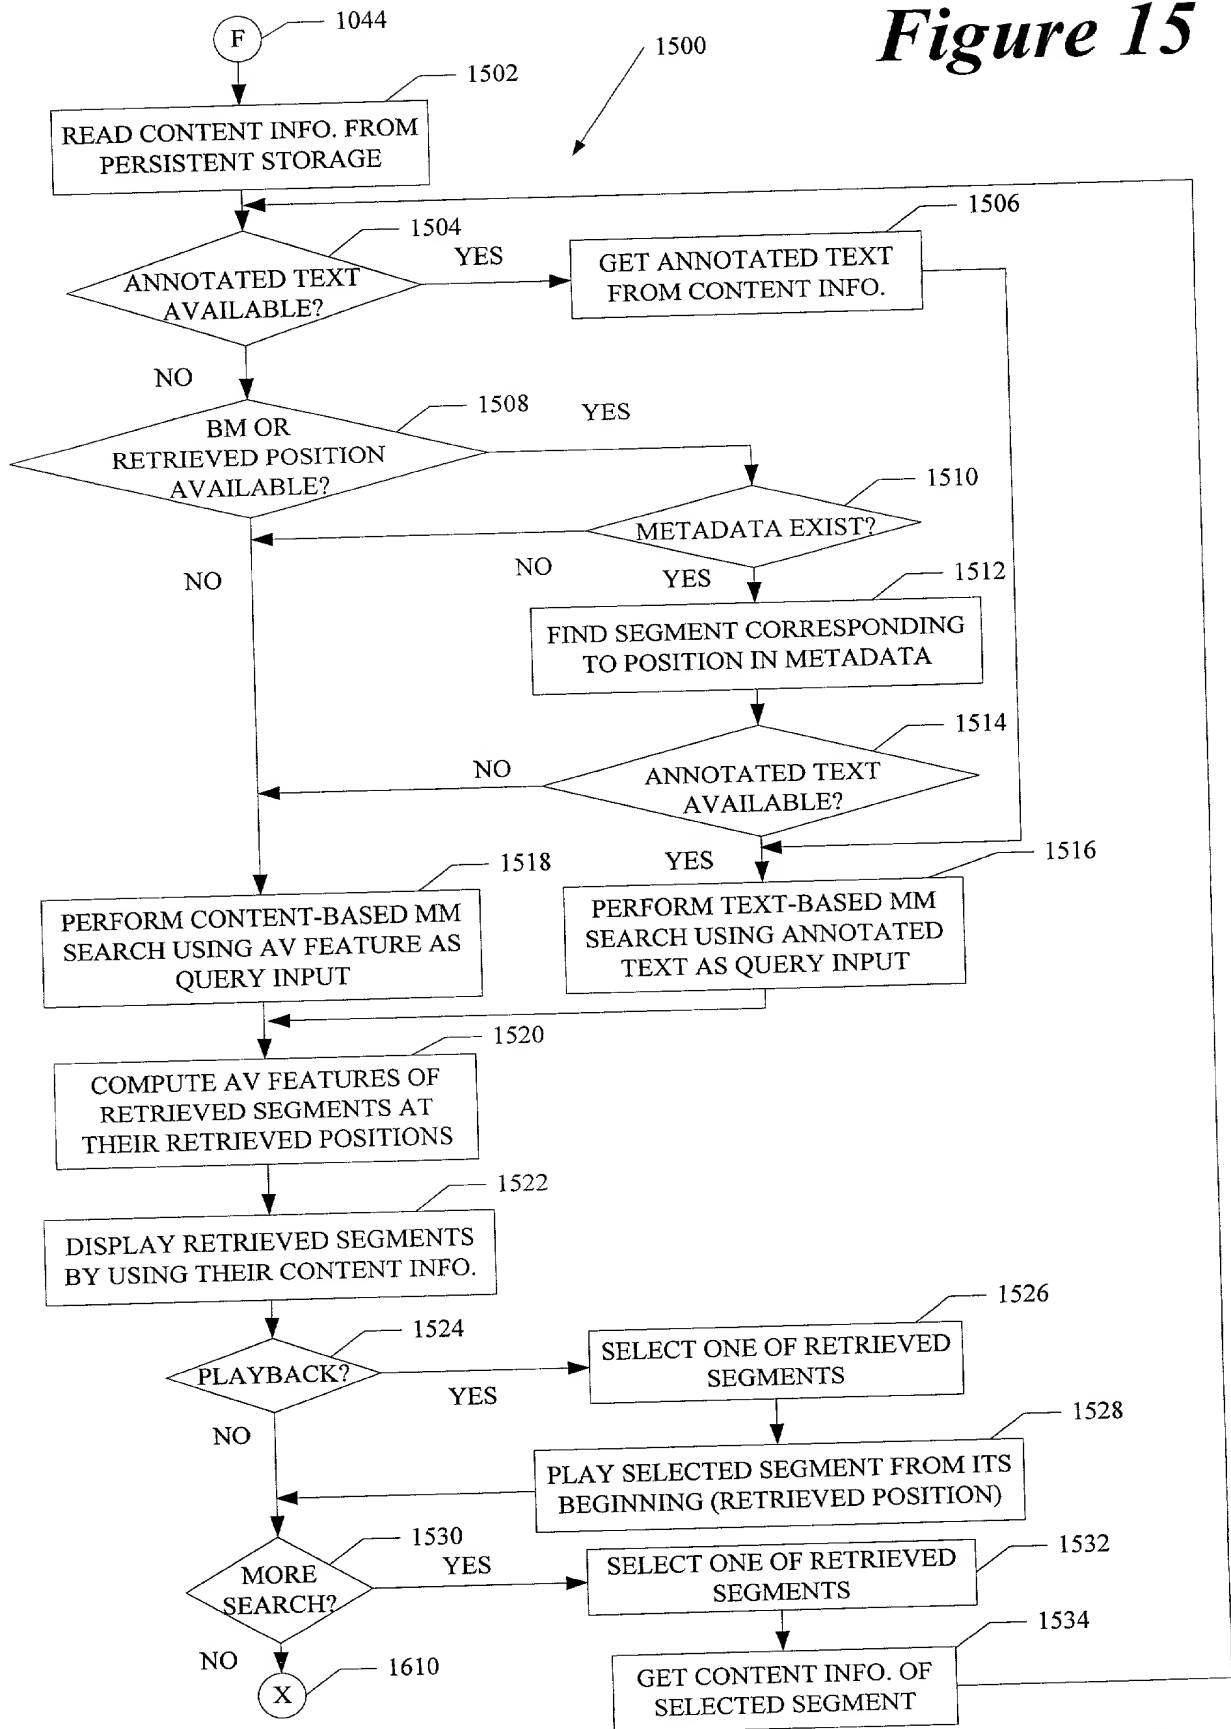 Figure 15
F
1044
1500
1502
READ CONTENT INFO. FROM
PERSISTENT STORAGE
1504
ANNOTATED TEXT
AVAILABLE?
YES
1506
GET ANNOTATED TEXT
FROM CONTENT INFO.
NO
1508
BM OR
RETRIEVED POSITION
AVAILABLE?
YES
1510
METADATA EXIST?
NO
NO
YES
1512
FIND SEGMENT CORRESPONDING
TO POSITION IN METADATA
1514
ANNOTATED TEXT
AVAILABLE?
NO
YES
1516
PERFORM TEXT-BASED MM
SEARCH USING ANNOTATED
TEXT AS QUERY INPUT
1518
PERFORM CONTENT-BASED MM
SEARCH USING AV FEATURE AS
QUERY INPUT
1520
COMPUTE AV FEATURES OF
RETRIEVED SEGMENTS AT
THEIR RETRIEVED POSITIONS
1522
DISPLAY RETRIEVED SEGMENTS
BY USING THEIR CONTENT INFO.
1524
PLAYBACK?
YES
1526
SELECT ONE OF RETRIEVED
SEGMENTS
NO
1528
PLAY SELECTED SEGMENT FROM ITS
BEGINNING (RETRIEVED POSITION)
1530
MORE
SEARCH?
YES
1532
SELECT ONE OF RETRIEVED
SEGMENTS
1534
GET CONTENT INFO. OF
SELECTED SEGMENT
NO
X
1610